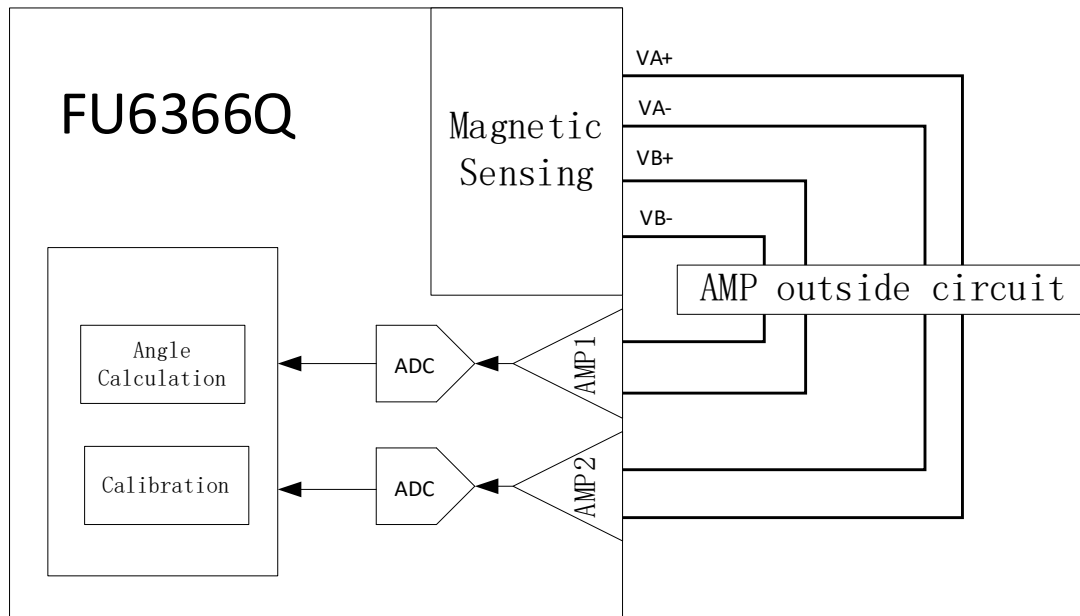 FU6366Q
Magnetic
Sensing
VA+
VA-
VB+
VB-
AMP outside circuit
Angle
Calculation
ADC
AMP1
Calibration
ADC
AMP2